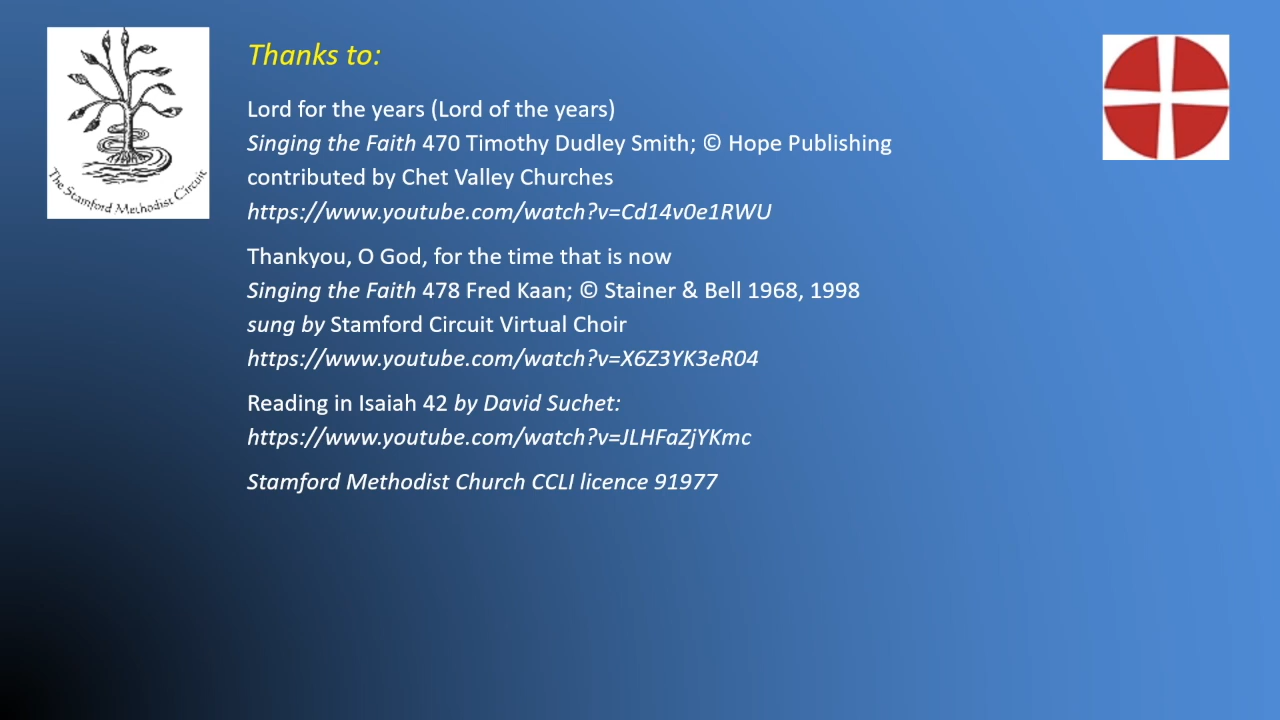 Thanks to:
Lord for the years (Lord of the years)
Singing the Faith 470 Timothy Dudley Smith; © Hope Publishing
contributed by Chet Valley Churches
https://www.youtube.com/watch?v=Cd14v0e1RWU
Thankyou, O God, for the time that is now
Singing the Faith 478 Fred Kaan; © Stainer & Bell 1968, 1998
sung by Stamford Circuit Virtual Choir
https://www.youtube.com/watch?v=X6Z3YK3eR04
Reading in Isaiah 42 by David Suchet:
https://www.youtube.com/watch?v=JLHFaZjYKmc
Stamford Methodist Church CCLI licence 91977
The Stamford Methodist Circuit